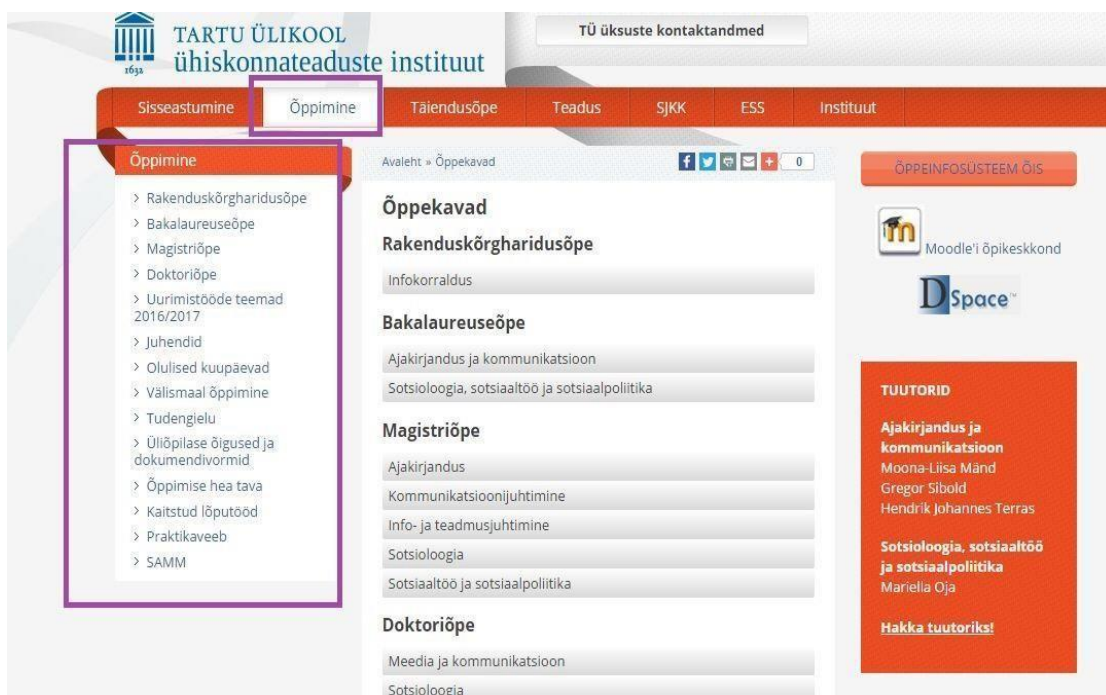 TARTU ÜLIKOOL
ühiskonnateaduste instituut
1632
TÜ üksuste kontaktandmed
Sisseastumine
Õppimine
Täiendusõpe
Teadus
SJKK
ESS
Instituut
Õppimine
> Rakenduskõrgharidusõpe
> Bakalaureuseõpe
> Magistriõpe
> Doktoriõpe
> Uurimistööde teemad
2016/2017
> Juhendid
> Olulised kuupäevad
> Välismaal õppimine
> Tudengielu
> Üliõpilase õigused ja
dokumendivormid
> Õppimise hea tava
> Kaitstud lõputööd
> Praktikaveeb
> SAMM
Avaleht » Õppekavad
0
Õppekavad
Rakenduskõrgharidusõpe
Infokorraldus
Bakalaureuseõpe
Ajakirjandus ja kommunikatsioon
Sotsioloogia, sotsiaaltöö ja sotsiaalpoliitika
Magistriõpe
Ajakirjandus
Kommunikatsioonijuhtimine
Info- ja teadmusjuhtimine
Sotsioloogia
Sotsiaaltöö ja sotsiaalpoliitika
Doktoriõpe
Meedia ja kommunikatsioon
Sotsioloogia
ÕPPEINFOSÜSTEEM ÕIS
Moodle'i õpikeskkond
DSpace™
TUUTORID
Ajakirjandus ja
kommunikatsioon
Moona-Liisa Mänd
Gregor Sibold
Hendrik Johannes Terras
Sotsioloogia, sotsiaaltöö
ja sotsiaalpoliitika
Mariella Oja
Hakka tuutoriks!